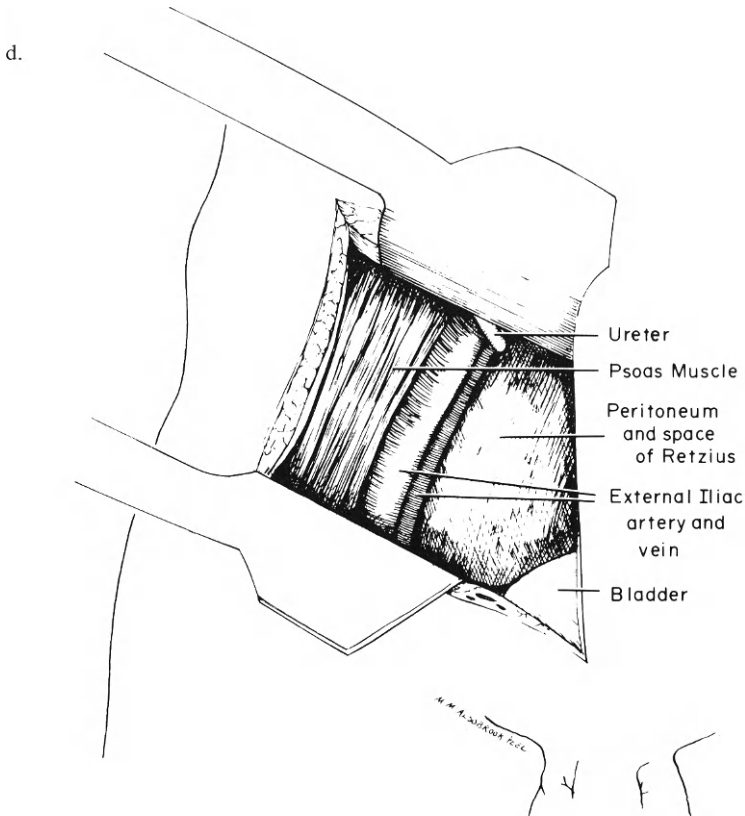 d.
Ureter
Psoas Muscle
Peritoneum
and space
of Retzius
External Iliac
artery and
vein
Bladder